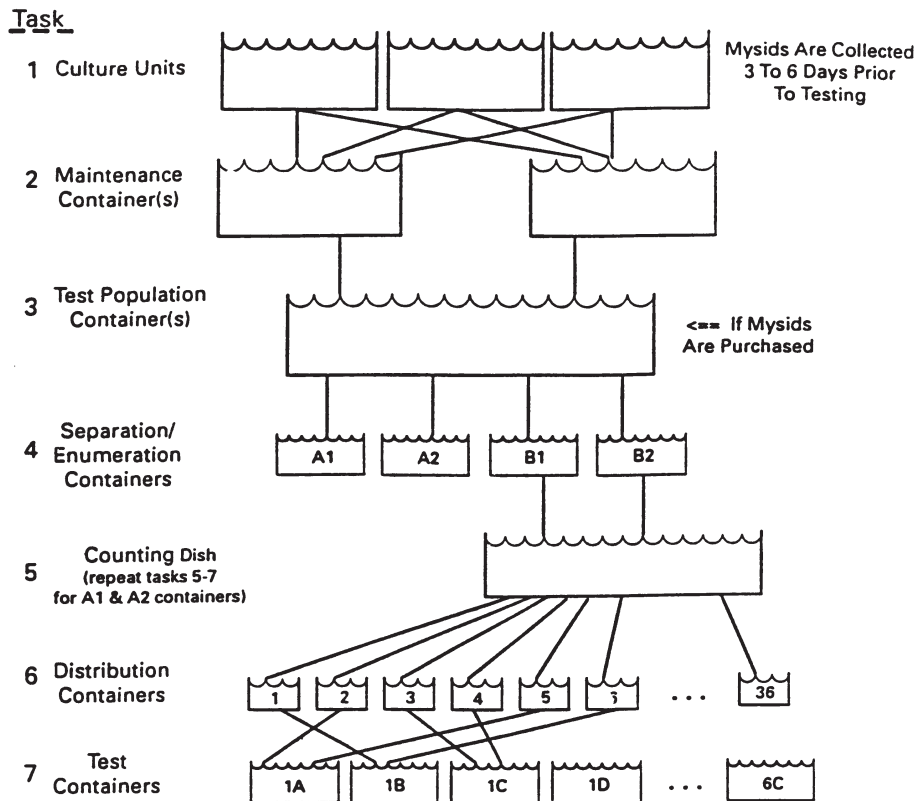 Task
1 Culture Units
Mysids Are Collected
3 To 6 Days Prior
To Testing
2 Maintenance
Container(s)
3 Test Population
Container(s)
<== If Mysids
Are Purchased
4 Separation/
Enumeration
Containers
A1 A2 B1 B2
5 Counting Dish
(repeat tasks 5-7
for A1 & A2 containers)
6 Distribution
Containers
1 2 3 4 5 ... 36
7 Test
Containers
1A 1B 1C 1D ... 6C